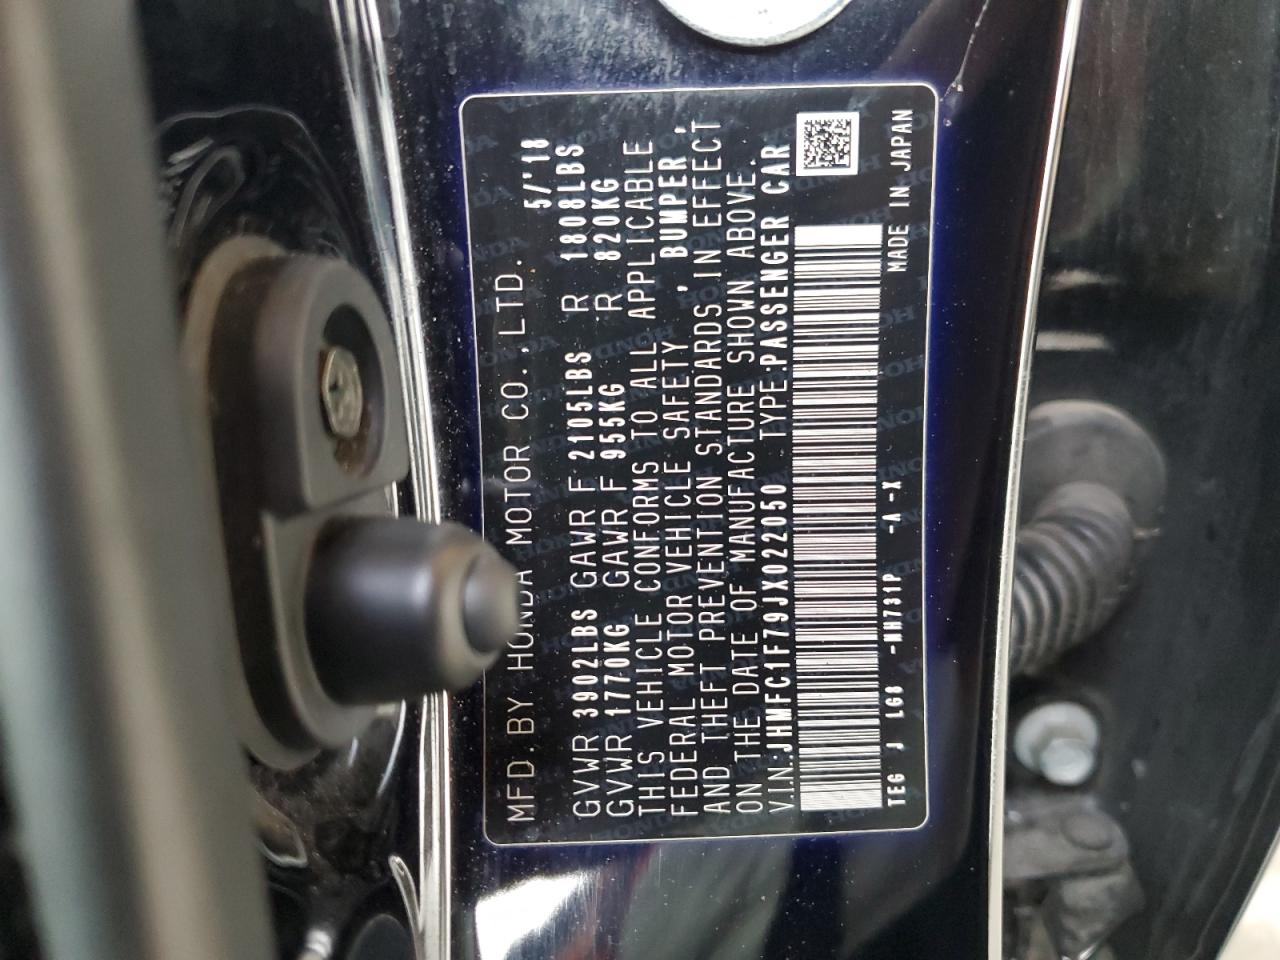 MFD. BY HONDA MOTOR CO., LTD. 5/'18
GVWR 3902LBS GAWR F 2105LBS R 1808LBS
GVWR 1770KG GAWR F 955KG R 820KG
THIS VEHICLE CONFORMS TO ALL APPLICABLE
FEDERAL MOTOR VEHICLE SAFETY , BUMPER ,
AND THEFT PREVENTION STANDARDS IN EFFECT
ON THE DATE OF MANUFACTURE SHOWN ABOVE.
V.I.N.:JHMFC1F79JX022050 TYPE:PASSENGER CAR
TEG J LG8 -NH731P -A-X MADE IN JAPAN